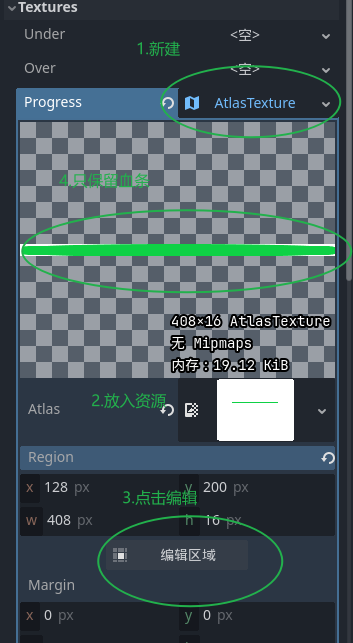 Textures
Under
<空>
1.新建
Over
<空>
Progress
AtlasTexture
4.只保留血条
408×16 AtlasTexture
无 Mipmaps
内存：19.12 KiB
Atlas
2.放入资源
Region
x 128 px
y 200 px
3.点击编辑
w 408 px
h 16 px
编辑区域
Margin
x 0 px
y 0 px